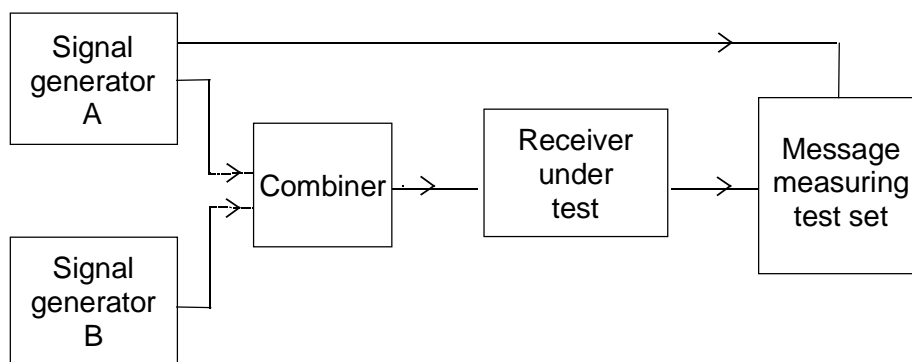 Signal
generator
A
Combiner
Receiver
under
test
Message
measuring
test set
Signal
generator
B